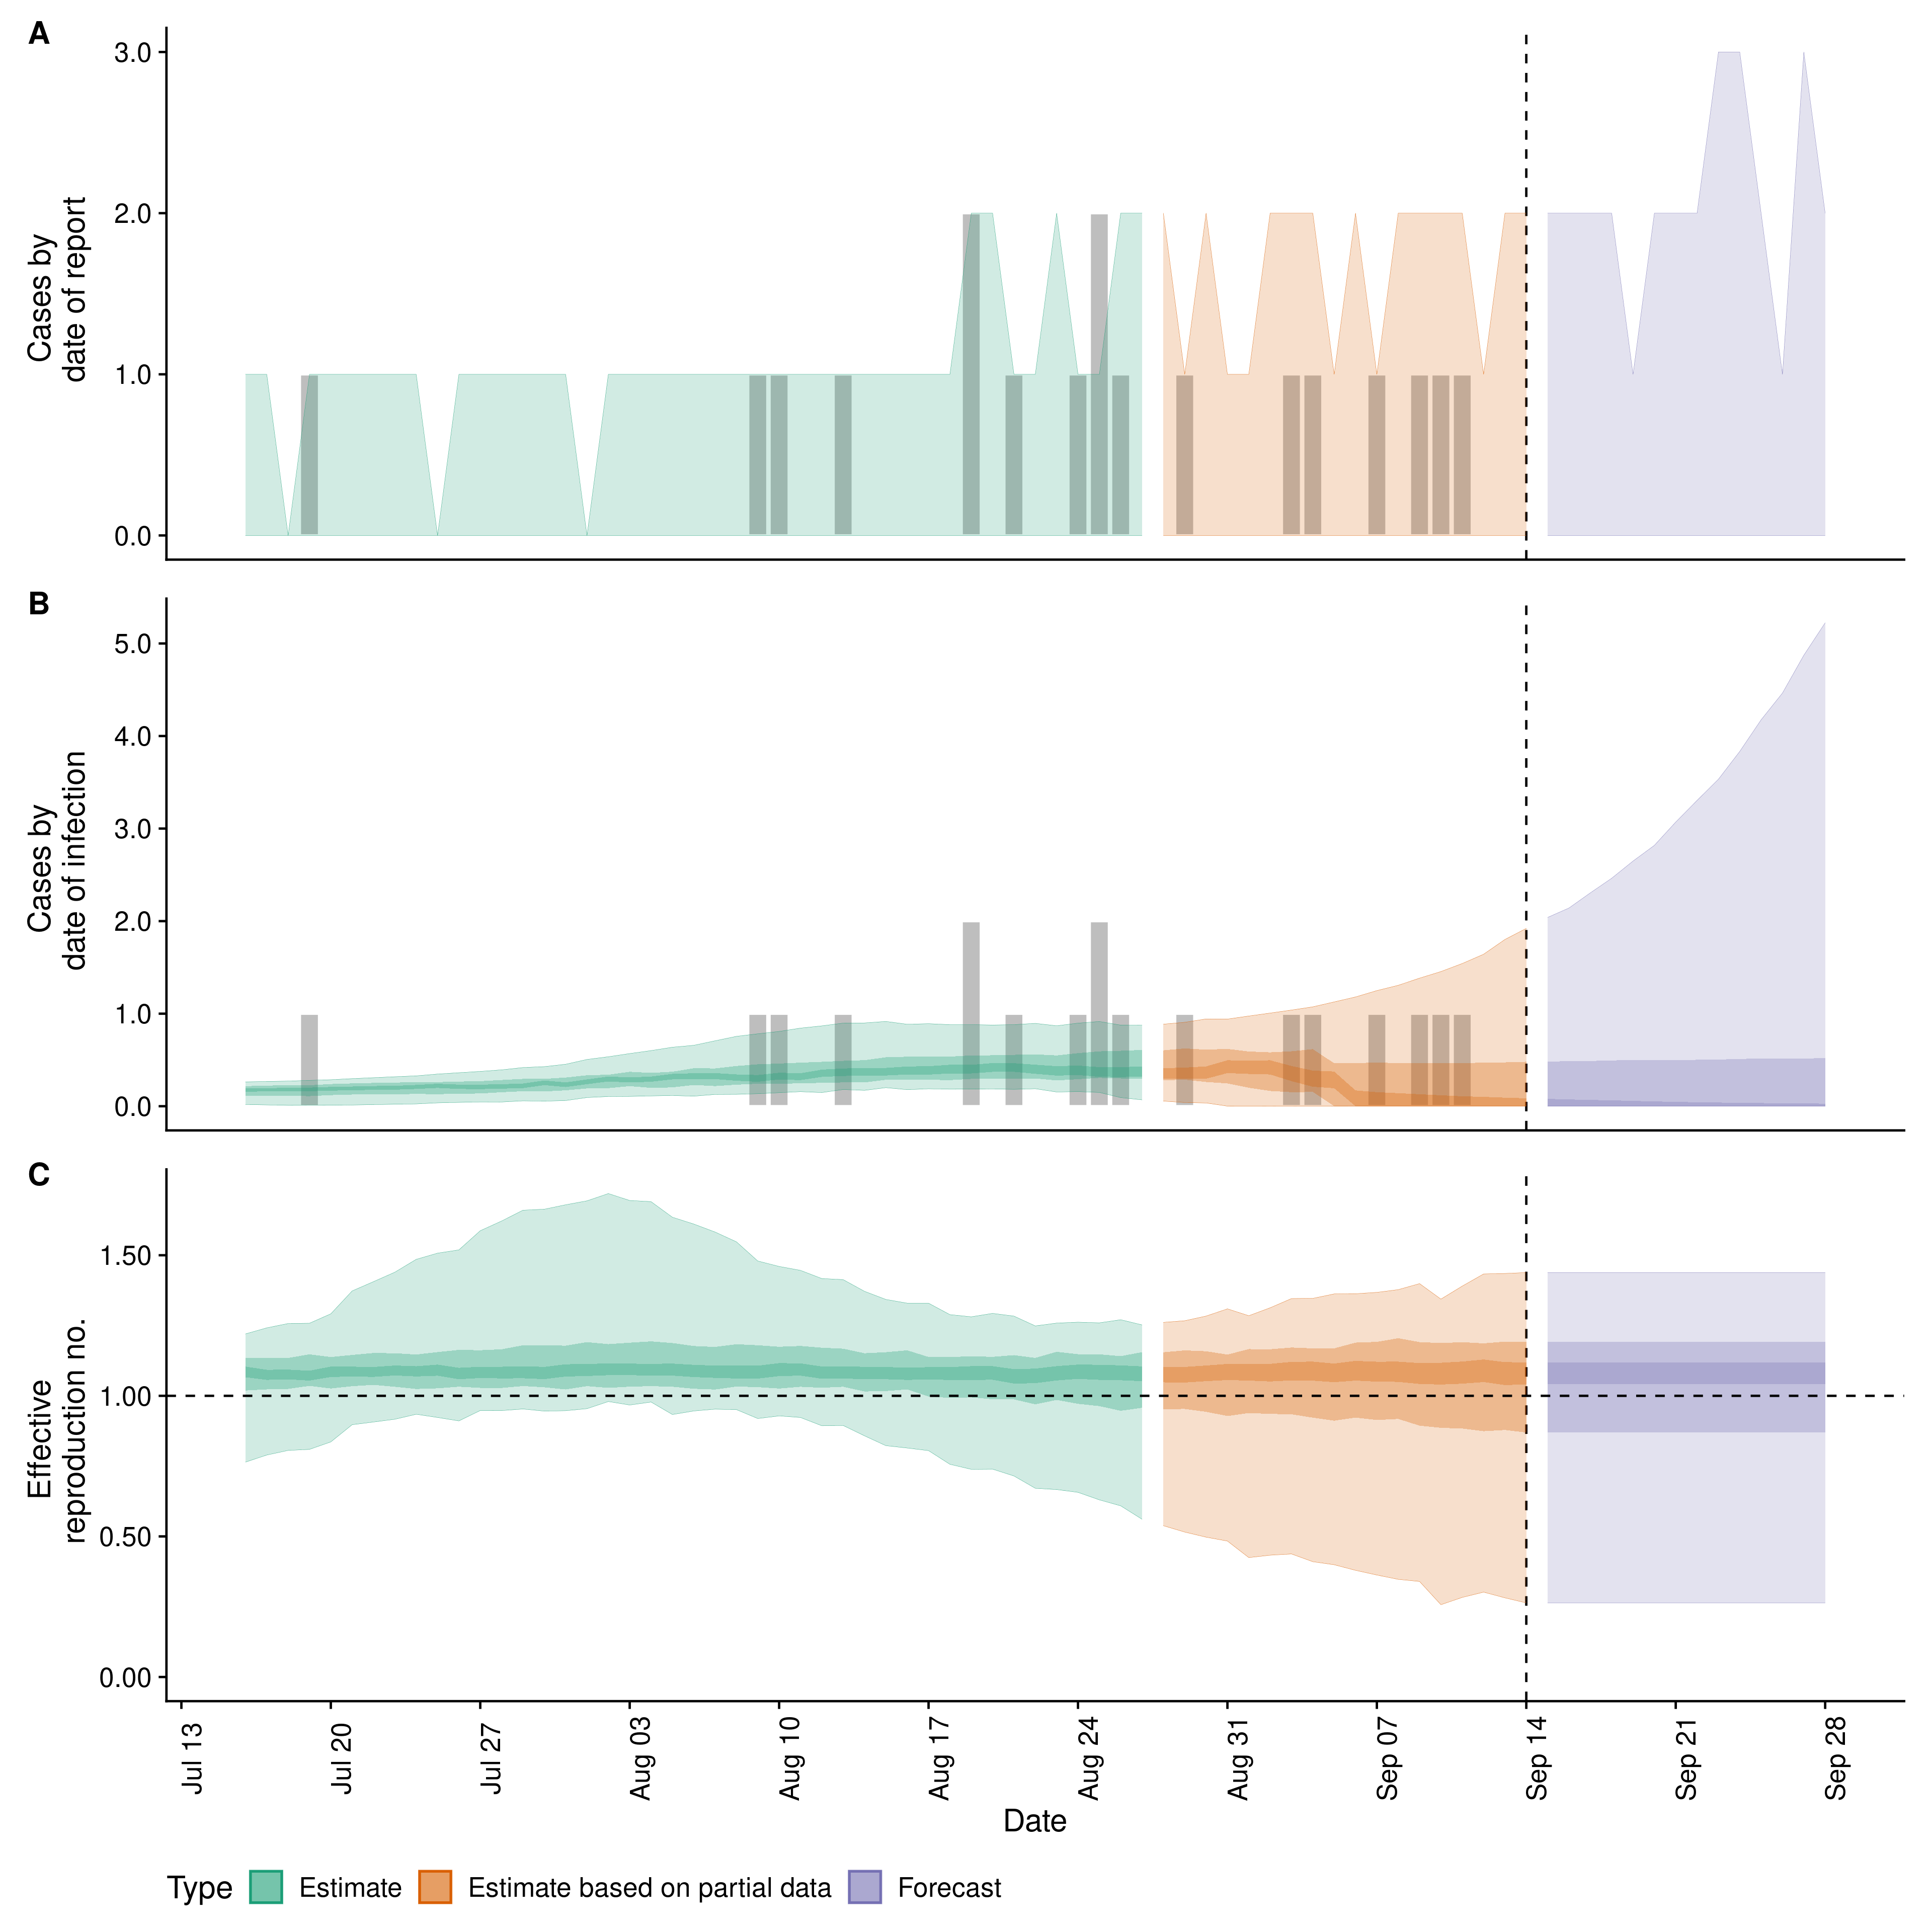 A
Cases by
date of report
3.0
2.0
1.0
0.0
B
Cases by
date of infection
5.0
4.0
3.0
2.0
1.0
0.0
C
Effective
reproduction no.
1.50
1.00
0.50
0.00
Jul 13
Jul 20
Jul 27
Aug 03
Aug 10
Aug 17
Aug 24
Aug 31
Sep 07
Sep 14
Sep 21
Sep 28
Date
Type Estimate Estimate based on partial data Forecast